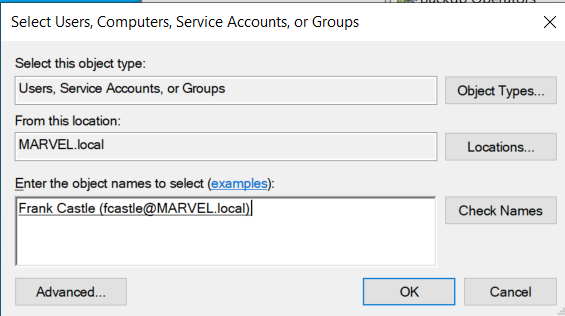 Backup Operators
Select Users, Computers, Service Accounts, or Groups
Select this object type:
Users, Service Accounts, or Groups
Object Types...
From this location:
MARVEL.local
Locations...
Enter the object names to select (examples):
Frank Castle (fcastle@MARVEL.local)
Check Names
Advanced...
OK
Cancel